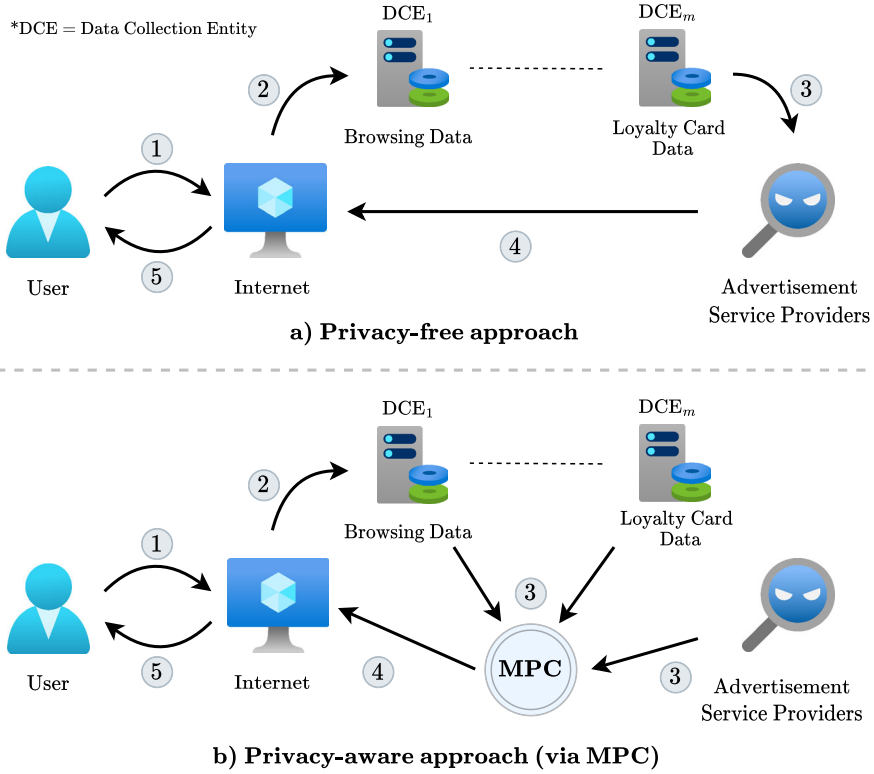 *DCE = Data Collection Entity
DCE₁
DCEₘ
2
3
Browsing Data
Loyalty Card
Data
1
4
5
User
Internet
Advertisement
Service Providers
a) Privacy-free approach
DCE₁
DCEₘ
2
Browsing Data
Loyalty Card
Data
1
3
MPC
4
3
5
User
Internet
Advertisement
Service Providers
b) Privacy-aware approach (via MPC)